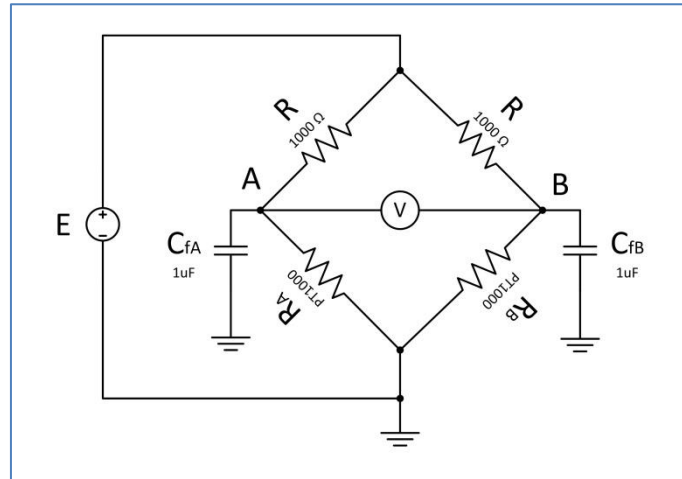 R
1000 Ω
R
1000 Ω
A
B
V
E
+
−
CfA
1uF
CfB
1uF
PT1000
RA
PT1000
RB